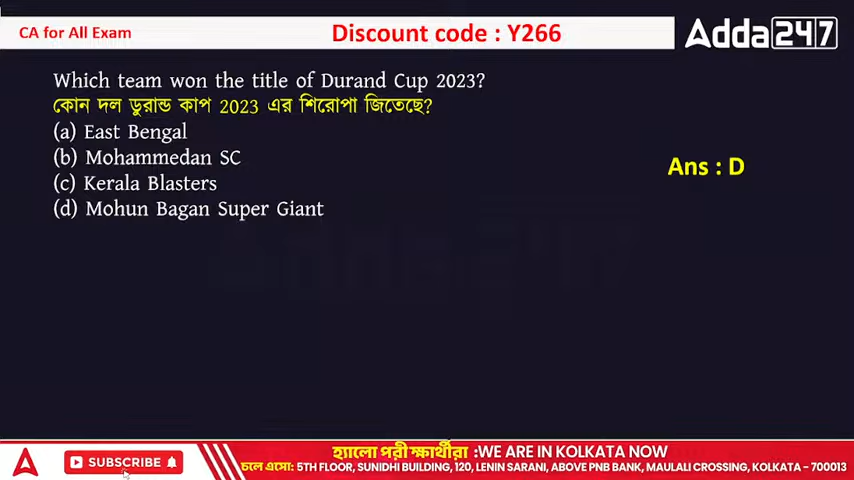 CA for All Exam
Discount code : Y266
Adda247
Which team won the title of Durand Cup 2023?
কোন দল ডুরান্ড কাপ 2023 এর শিরোপা জিতেছে?
(a) East Bengal
(b) Mohammedan SC
(c) Kerala Blasters
(d) Mohun Bagan Super Giant
Ans : D
হ্যালো পরীক্ষার্থীরা :WE ARE IN KOLKATA NOW
SUBSCRIBE
চলে এসো: 5TH FLOOR, SUNIDHI BUILDING, 120, LENIN SARANI, ABOVE PNB BANK, MAULALI CROSSING, KOLKATA - 700013